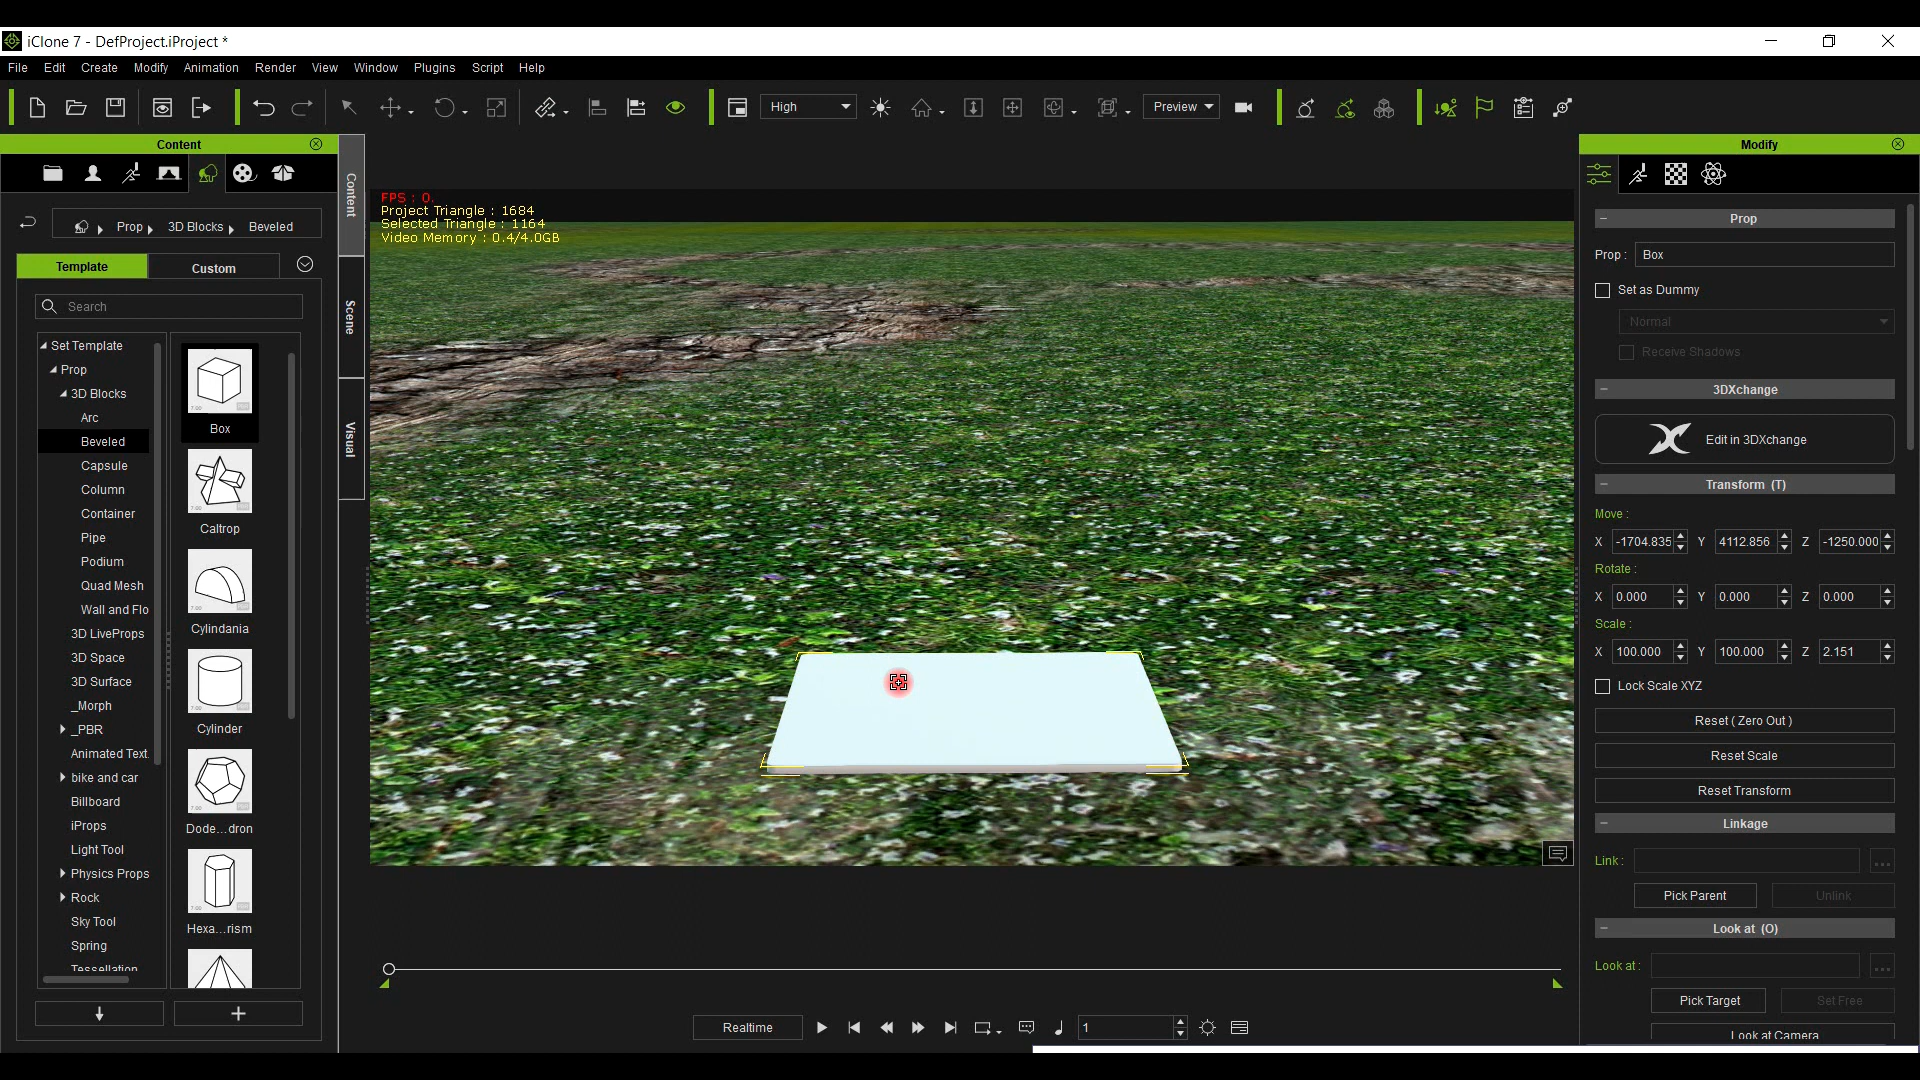 iClone 7 - DefProject.iProject *
File Edit Create Modify Animation Render View Window Plugins Script Help
High
Preview
Content
Prop
3D Blocks
Beveled
Template
Custom
Search
Set Template
Prop
3D Blocks
Arc
Beveled
Capsule
Column
Container
Pipe
Podium
Quad Mesh
Wall and Flo
3D LiveProps
3D Space
3D Surface
_Morph
_PBR
Animated Text
bike and car
Billboard
iProps
Light Tool
Physics Props
Rock
Sky Tool
Spring
Tessellation
Box
Caltrop
Cylindania
Cylinder
Dode...dron
Hexa...rism
Content
Scene
Visual
FPS : 0.
Project Triangle : 1684
Selected Triangle : 1164
Video Memory : 0.4/4.0GB
Realtime
1
Modify
Prop
Prop : Box
Set as Dummy
Normal
Receive Shadows
3DXchange
Edit in 3DXchange
Transform (T)
Move :
X -1704.835 Y 4112.856 Z -1250.000
Rotate :
X 0.000 Y 0.000 Z 0.000
Scale :
X 100.000 Y 100.000 Z 2.151
Lock Scale XYZ
Reset ( Zero Out )
Reset Scale
Reset Transform
Linkage
Link :
...
Pick Parent
Unlink
Look at (O)
Look at :
...
Pick Target
Set Free
Look at Camera